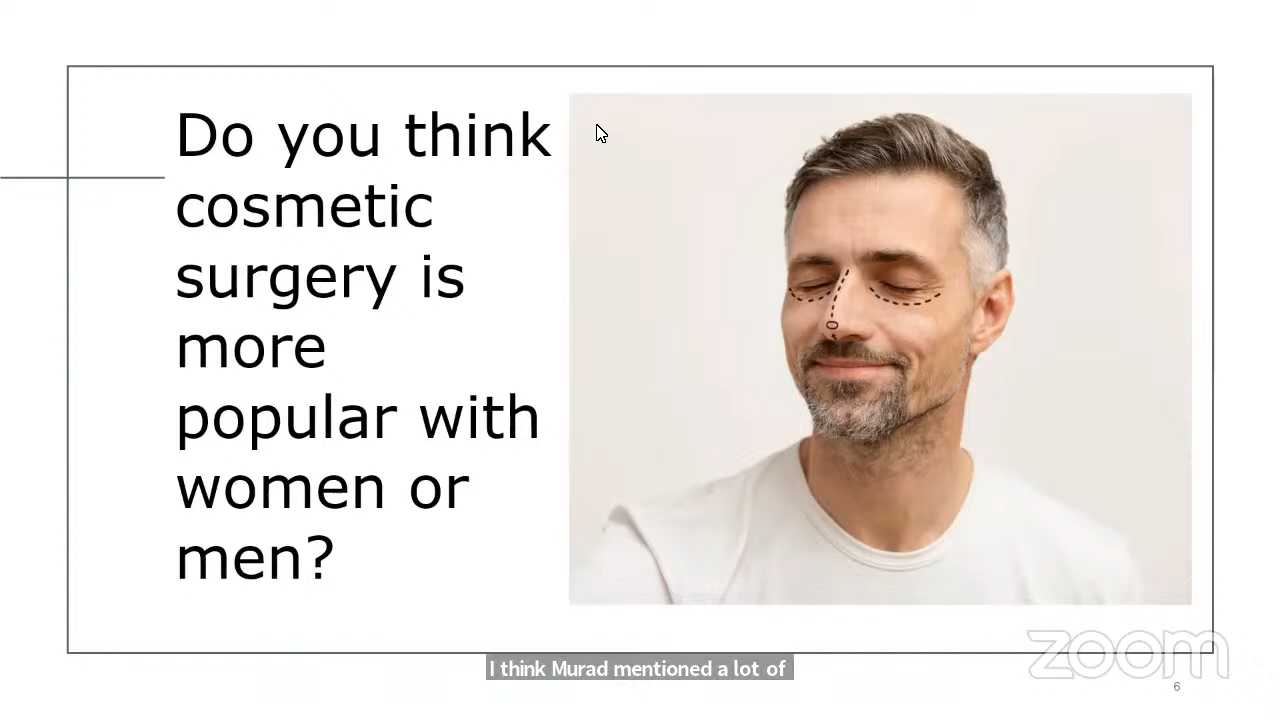 Do you think
cosmetic
surgery is
more
popular with
women or
men?
I think Murad mentioned a lot of
zoom
6